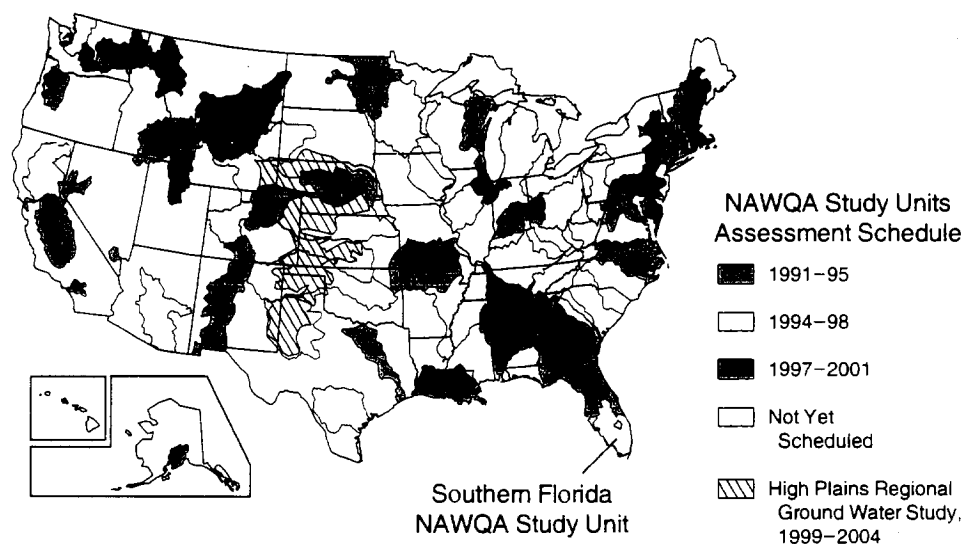 NAWQA Study Units
Assessment Schedule
1991-95
1994-98
1997-2001
Not Yet
Scheduled
High Plains Regional
Ground Water Study,
1999-2004
Southern Florida
NAWQA Study Unit